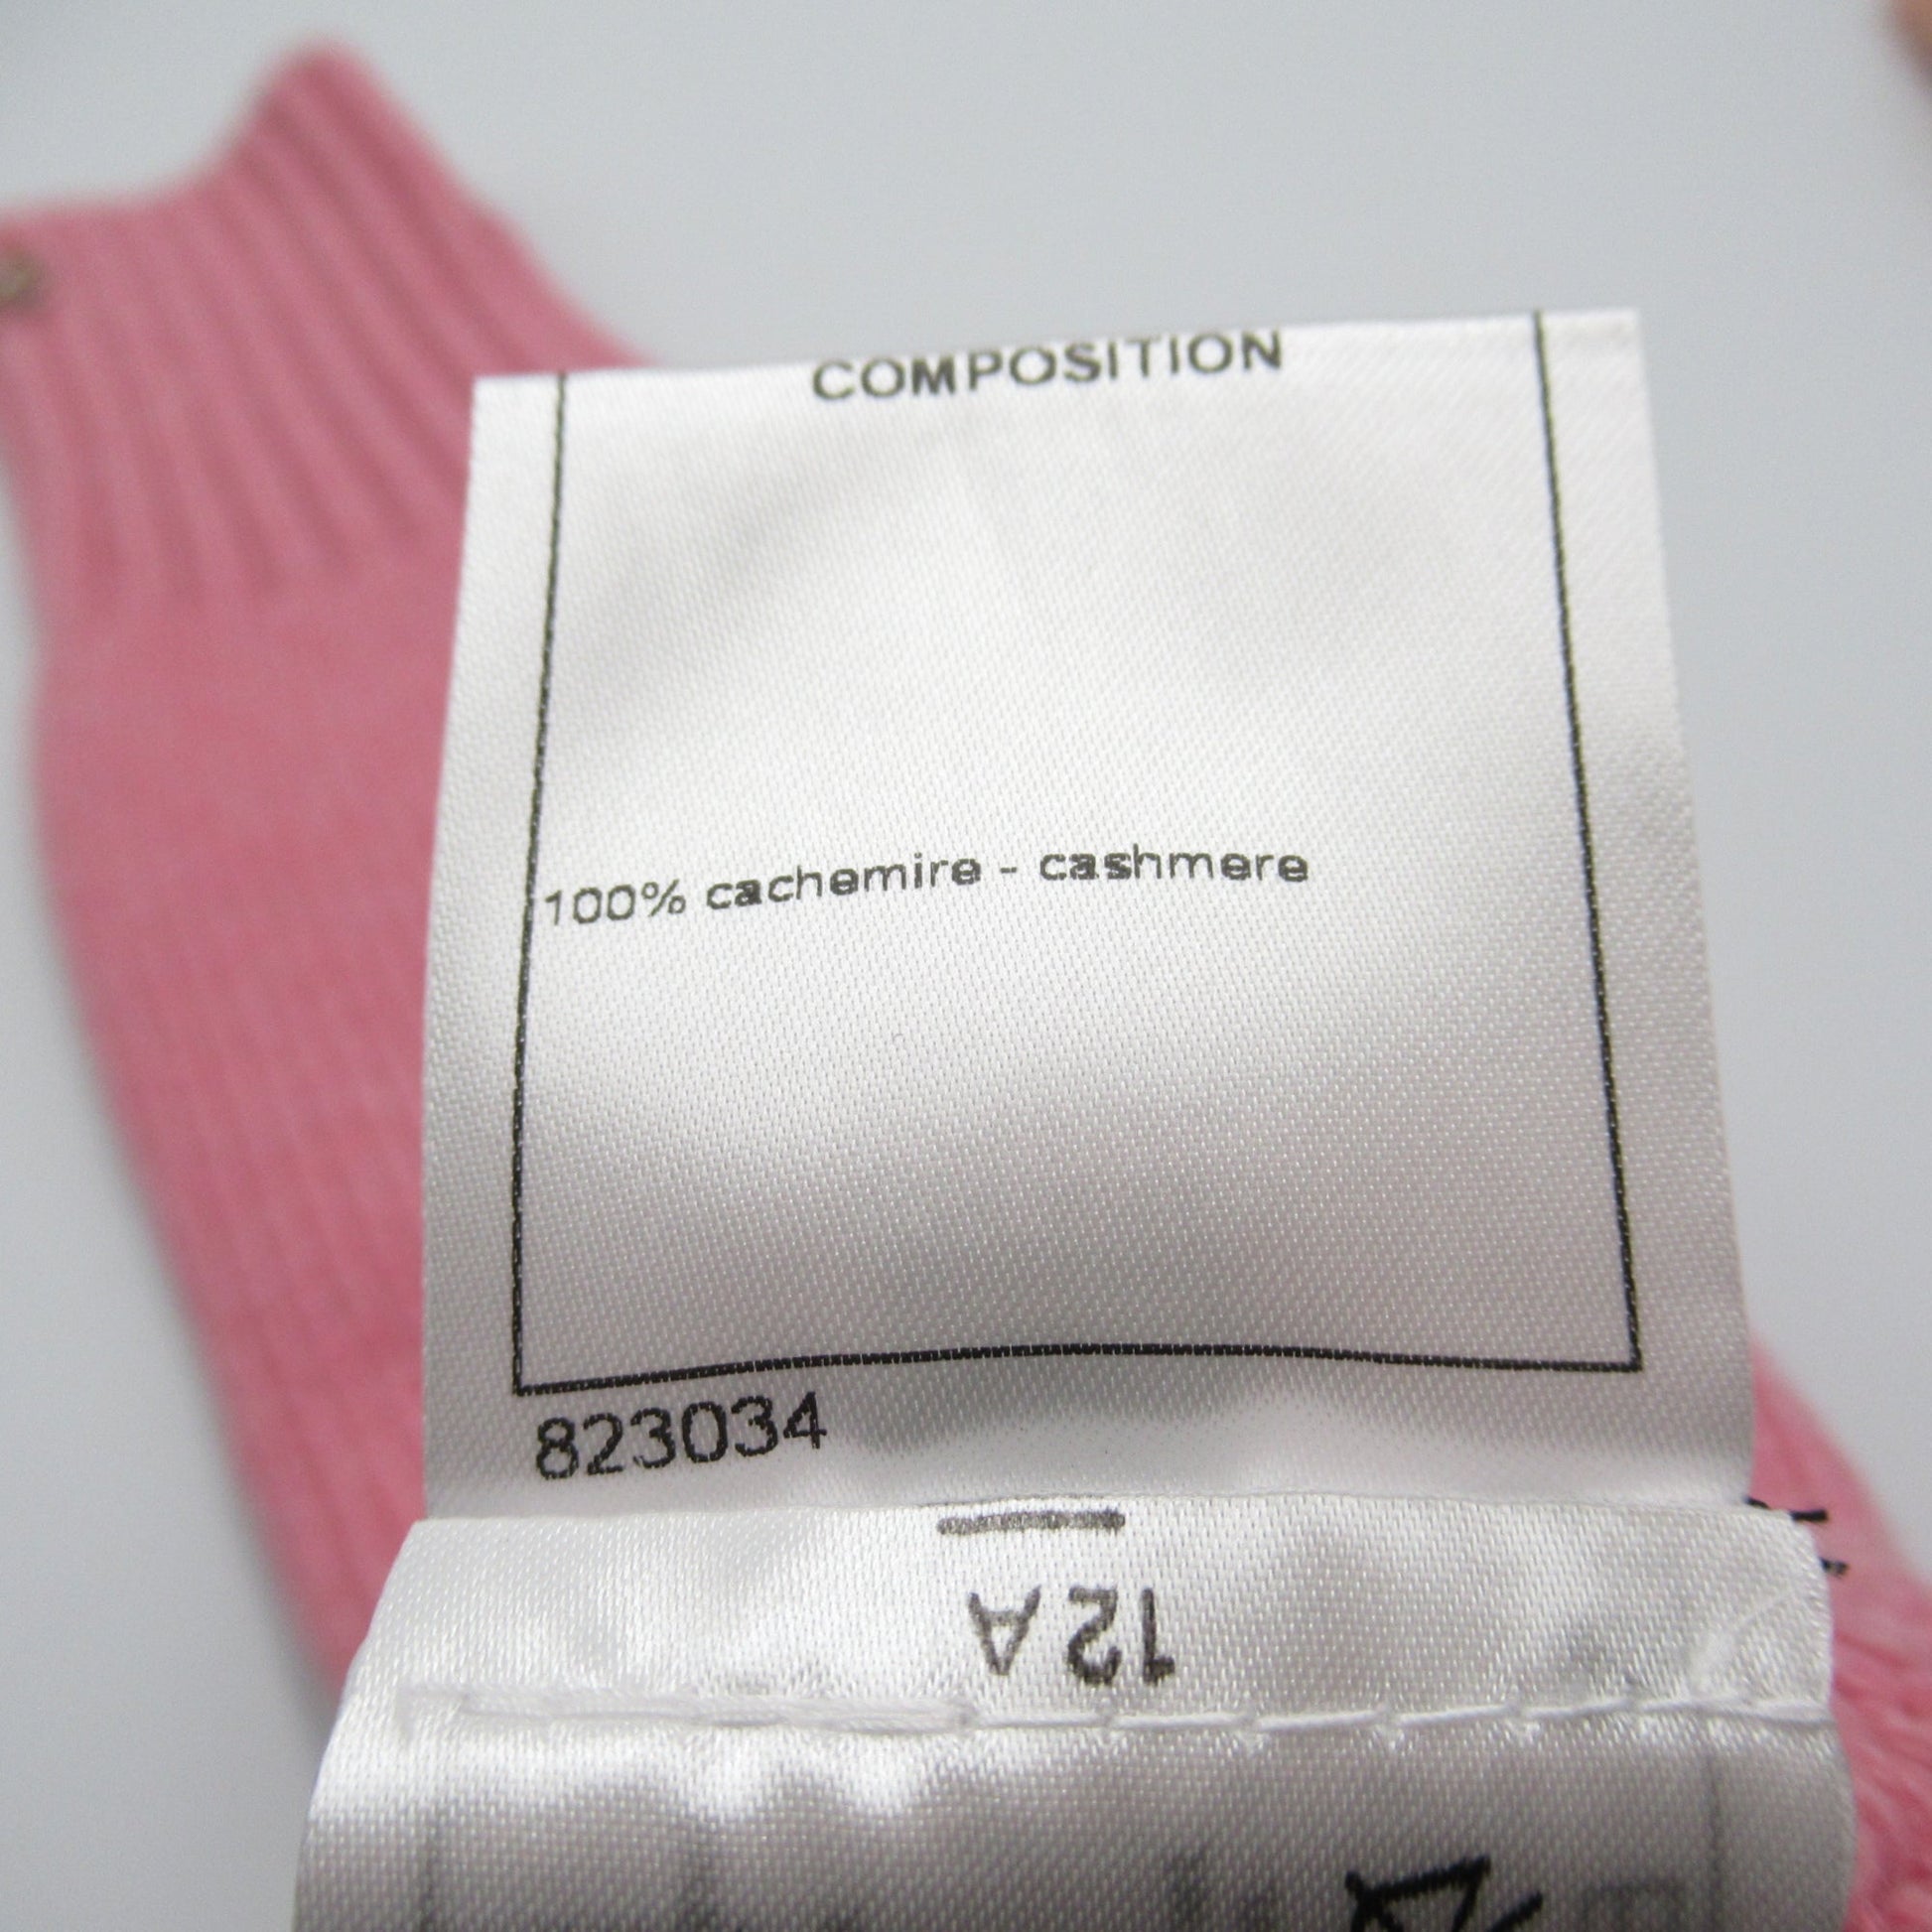 COMPOSITION
100% cachemire - cashmere
823034
12A